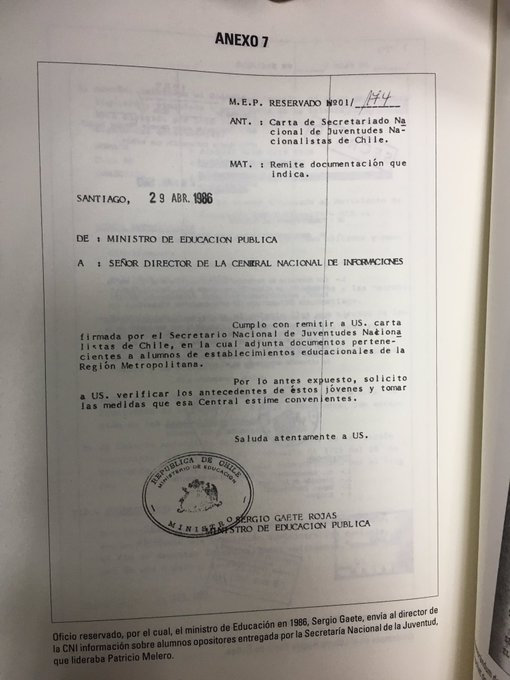 ANEXO 7
M.E.P. RESERVADO Nº01/174
ANT. : Carta de Secretariado Na
cional de Juventudes Na-
cionalistas de Chile.
MAT. : Remite documentación que
indica.
SANTIAGO, 29 ABR. 1986
DE : MINISTRO DE EDUCACION PUBLICA
A : SEÑOR DIRECTOR DE LA CENTRAL NACIONAL DE INFORMACIONES
Cumplo con remitir a US. carta
firmada por el Secretario Nacional de Juventudes Naciona
listas de Chile, en la cual adjunta documentos pertene-
cientes a alumnos de establecimientos educacionales de la
Región Metropolitana.
Por lo antes expuesto, solicito
a US. verificar los antecedentes de éstos jóvenes y tomar
las medidas que esa Central estime convenientes.
Saluda atentamente a US.
REPUBLICA DE CHILE
MINISTERIO DE EDUCACION
MINISTRO
SERGIO GAETE ROJAS
MINISTRO DE EDUCACION PUBLICA
Oficio reservado, por el cual, el ministro de Educación en 1986, Sergio Gaete, envía al director de
la CNI información sobre alumnos opositores entregada por la Secretaría Nacional de la Juventud,
que lideraba Patricio Melero.